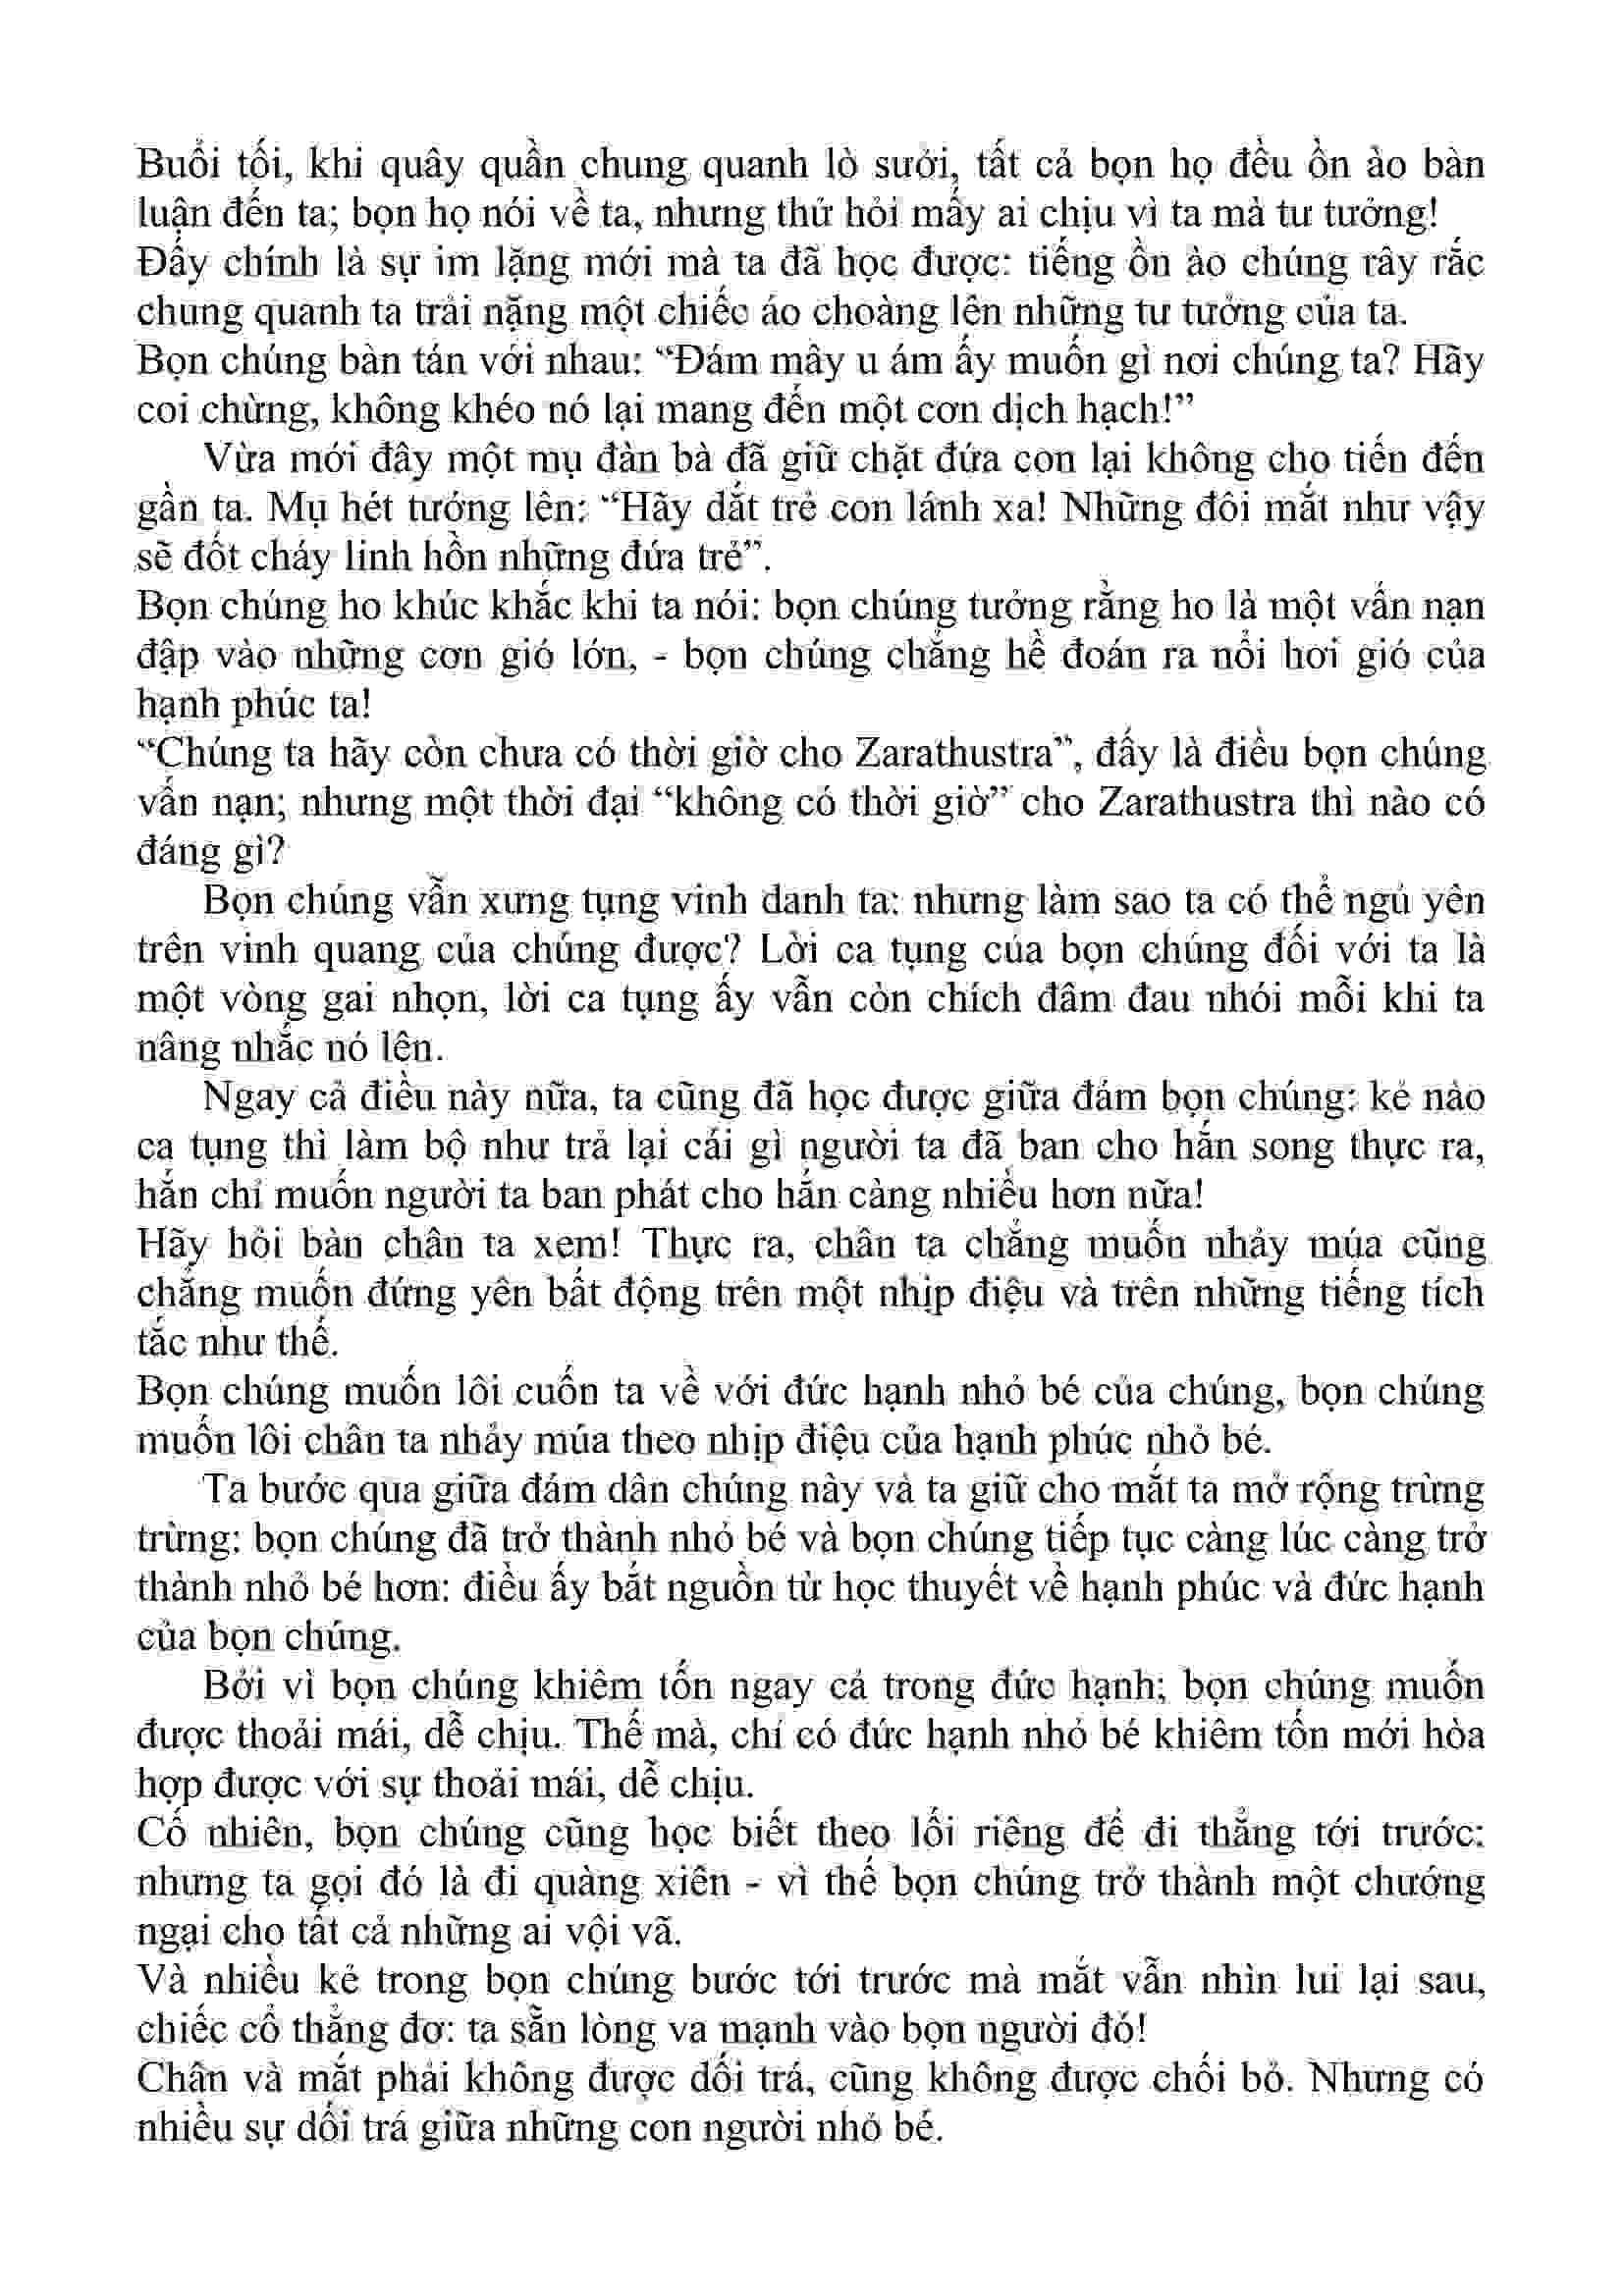 Buổi tối, khi quây quần chung quanh lò sưởi, tất cả bọn họ đều ồn ào bàn
luận đến ta; bọn họ nói về ta, nhưng thử hỏi mấy ai chịu vì ta mà tư tưởng!
Đấy chính là sự im lặng mới mà ta đã học được: tiếng ồn ào chúng rây rắc
chung quanh ta trải nặng một chiếc áo choàng lên những tư tưởng của ta.
Bọn chúng bàn tán với nhau: “Đám mây u ám ấy muốn gì nơi chúng ta? Hãy
coi chừng, không khéo nó lại mang đến một cơn dịch hạch!”
Vừa mới đây một mụ đàn bà đã giữ chặt đứa con lại không cho tiến đến
gần ta. Mụ hét tướng lên: “Hãy dắt trẻ con lánh xa! Những đôi mắt như vậy
sẽ đốt cháy linh hồn những đứa trẻ”.
Bọn chúng ho khúc khắc khi ta nói: bọn chúng tưởng rằng ho là một vấn nạn
đập vào những cơn gió lớn, - bọn chúng chẳng hề đoán ra nổi hơi gió của
hạnh phúc ta!
“Chúng ta hãy còn chưa có thời giờ cho Zarathustra”, đấy là điều bọn chúng
vấn nạn; nhưng một thời đại “không có thời giờ” cho Zarathustra thì nào có
đáng gì?
Bọn chúng vẫn xưng tụng vinh danh ta: nhưng làm sao ta có thể ngủ yên
trên vinh quang của chúng được? Lời ca tụng của bọn chúng đối với ta là
một vòng gai nhọn, lời ca tụng ấy vẫn còn chích đâm đau nhói mỗi khi ta
nâng nhắc nó lên.
Ngay cả điều này nữa, ta cũng đã học được giữa đám bọn chúng: kẻ nào
ca tụng thì làm bộ như trả lại cái gì người ta đã ban cho hắn song thực ra,
hắn chỉ muốn người ta ban phát cho hắn càng nhiều hơn nữa!
Hãy hỏi bàn chân ta xem! Thực ra, chân ta chẳng muốn nhảy múa cũng
chẳng muốn đứng yên bất động trên một nhịp điệu và trên những tiếng tích
tắc như thế.
Bọn chúng muốn lôi cuốn ta về với đức hạnh nhỏ bé của chúng, bọn chúng
muốn lôi chân ta nhảy múa theo nhịp điệu của hạnh phúc nhỏ bé.
Ta bước qua giữa đám dân chúng này và ta giữ cho mắt ta mở rộng trừng
trừng: bọn chúng đã trở thành nhỏ bé và bọn chúng tiếp tục càng lúc càng trở
thành nhỏ bé hơn: điều ấy bắt nguồn từ học thuyết về hạnh phúc và đức hạnh
của bọn chúng.
Bởi vì bọn chúng khiêm tốn ngay cả trong đức hạnh; bọn chúng muốn
được thoải mái, dễ chịu. Thế mà, chỉ có đức hạnh nhỏ bé khiêm tốn mới hòa
hợp được với sự thoải mái, dễ chịu.
Cố nhiên, bọn chúng cũng học biết theo lối riêng để đi thẳng tới trước:
nhưng ta gọi đó là đi quàng xiên - vì thế bọn chúng trở thành một chướng
ngại cho tất cả những ai vội vã.
Và nhiều kẻ trong bọn chúng bước tới trước mà mắt vẫn nhìn lui lại sau,
chiếc cổ thẳng đơ: ta sẵn lòng va mạnh vào bọn người đó!
Chân và mắt phải không được dối trá, cũng không được chối bỏ. Nhưng có
nhiều sự dối trá giữa những con người nhỏ bé.